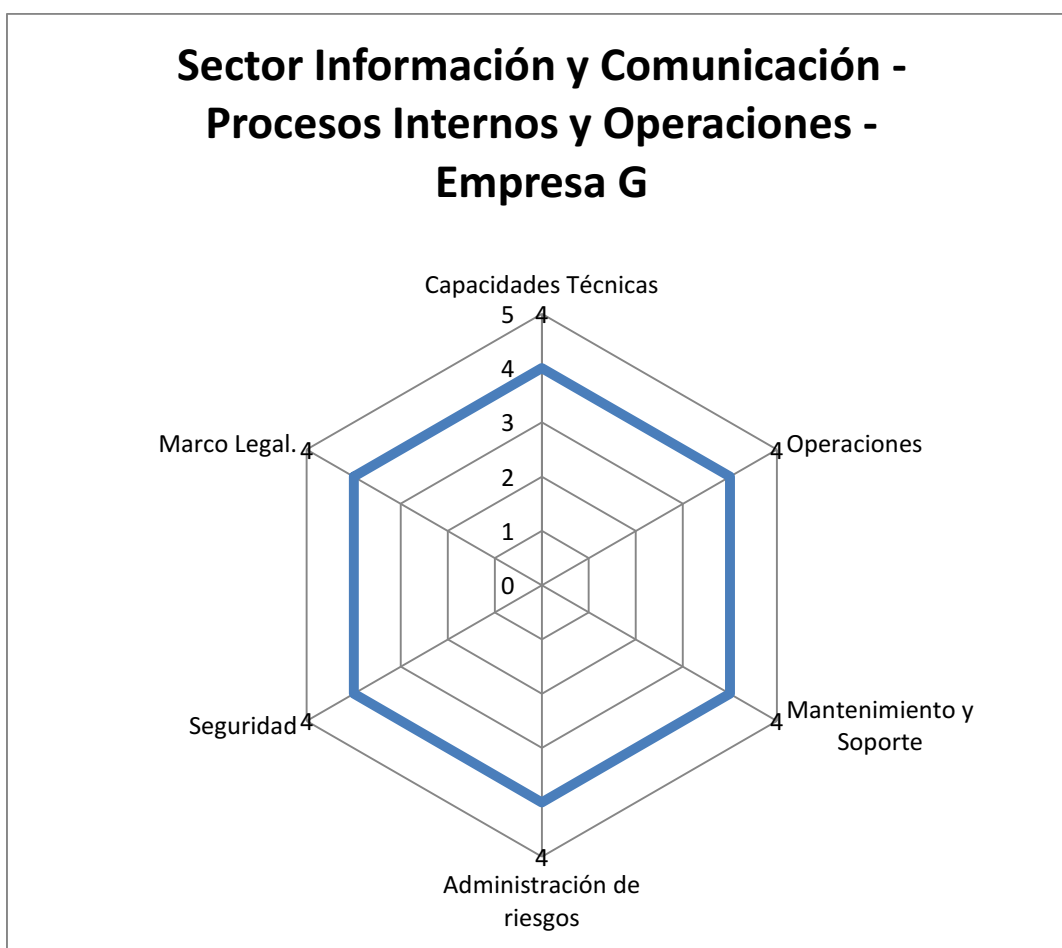 Sector Información y Comunicación -
Procesos Internos y Operaciones -
Empresa G
Capacidades Técnicas
5 4
4
3
2
1
0
Marco Legal. 4
4 Operaciones
Seguridad 4
4 Mantenimiento y
Soporte
4
Administración de
riesgos